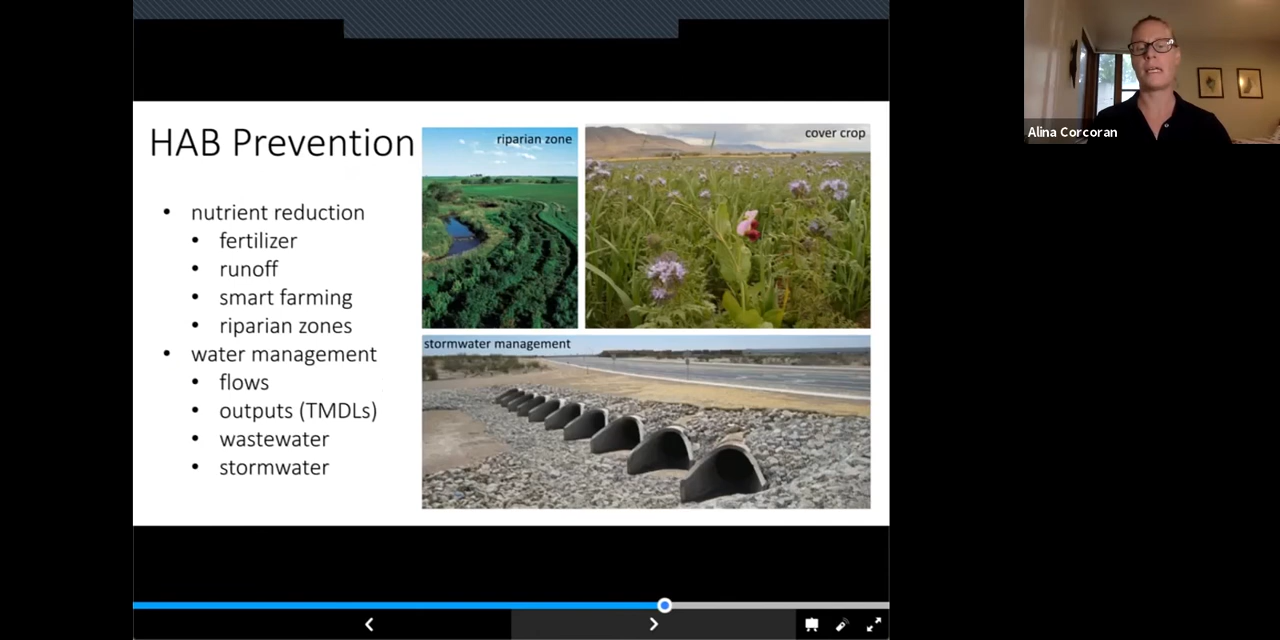 HAB Prevention
• nutrient reduction
• fertilizer
• runoff
• smart farming
• riparian zones
• water management
• flows
• outputs (TMDLs)
• wastewater
• stormwater
riparian zone
cover crop
stormwater management
Alina Corcoran